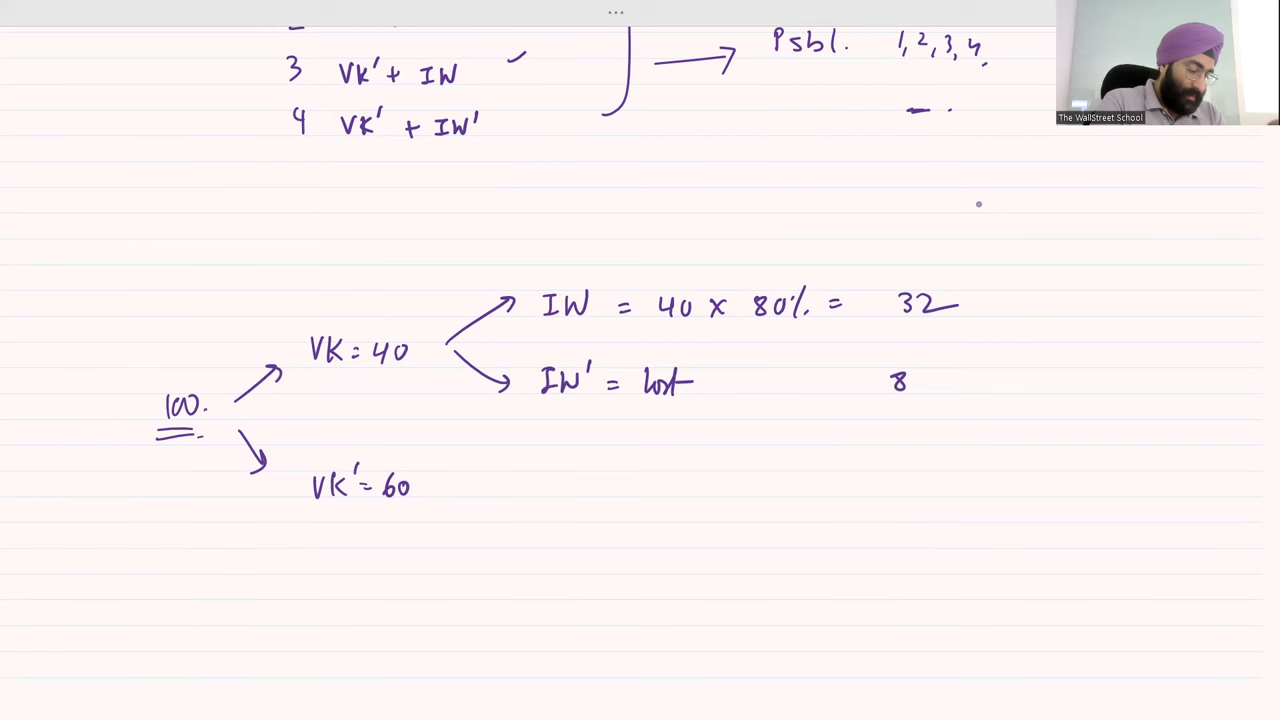 Psbl. 1, 2, 3, 4.
3 VK' + IW ✓
4 VK' + IW'
The WallStreet School
IW = 40 x 80% = 32
VK = 40
IW' = lost 8
100.
VK' = 60